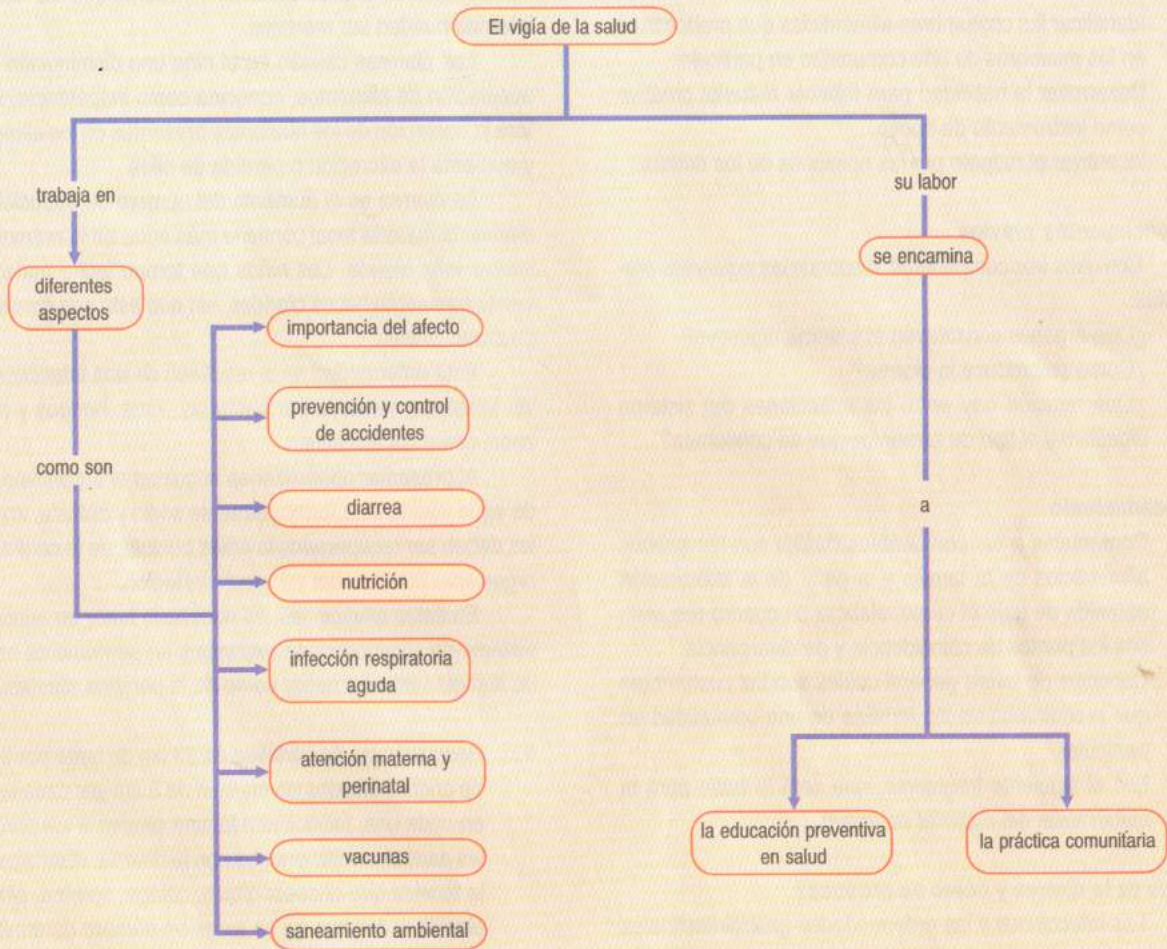 El vigía de la salud
trabaja en
diferentes
aspectos
como son
importancia del afecto
prevención y control
de accidentes
diarrea
nutrición
infección respiratoria
aguda
atención materna y
perinatal
vacunas
saneamiento ambiental
su labor
se encamina
a
la educación preventiva
en salud
la práctica comunitaria